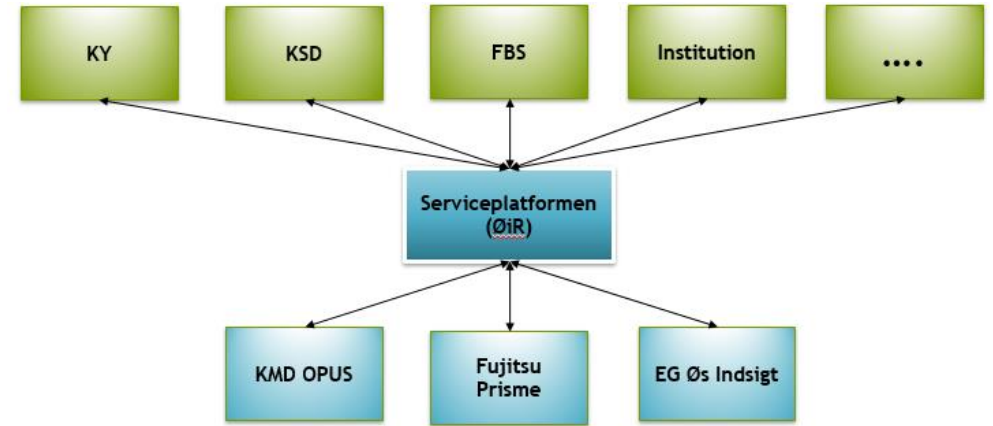 KY
KSD
FBS
Institution
....
Serviceplatformen
(ØiR)
KMD OPUS
Fujitsu
Prisme
EG Øs Indsigt